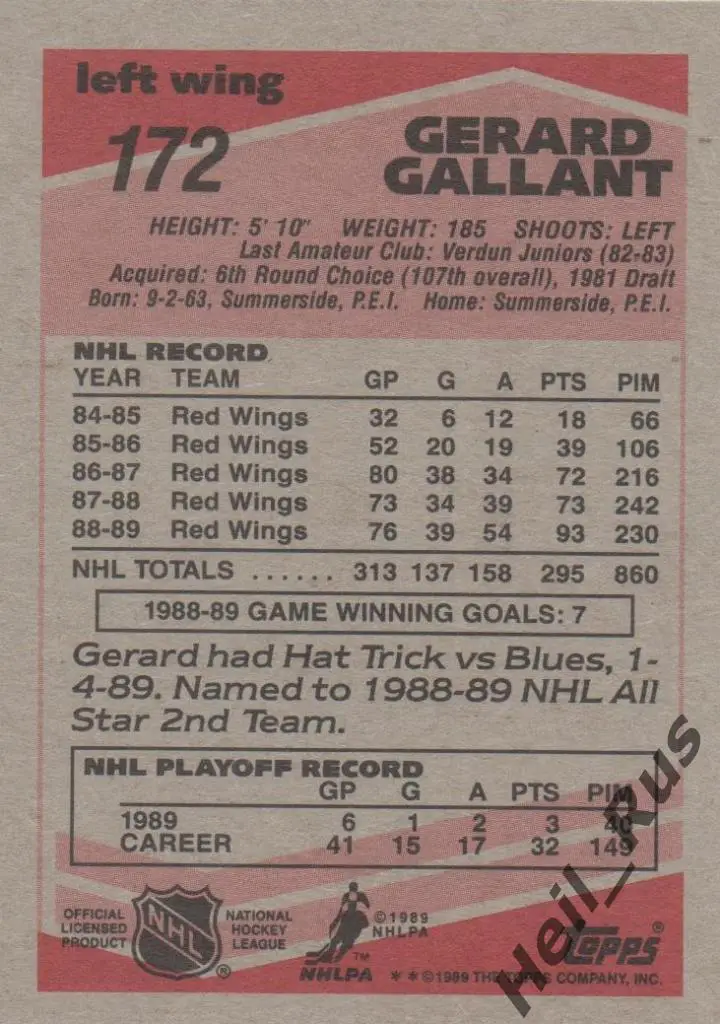 left wing
172
GERARD
GALLANT
HEIGHT: 5' 10" WEIGHT: 185 SHOOTS: LEFT
Last Amateur Club: Verdun Juniors (82-83)
Acquired: 6th Round Choice (107th overall), 1981 Draft
Born: 9-2-63, Summerside, P.E.I. Home: Summerside, P.E.I.
NHL RECORD
YEAR TEAM GP G A PTS PIM
84-85 Red Wings 32 6 12 18 66
85-86 Red Wings 52 20 19 39 106
86-87 Red Wings 80 38 34 72 216
87-88 Red Wings 73 34 39 73 242
88-89 Red Wings 76 39 54 93 230
NHL TOTALS ...... 313 137 158 295 860
1988-89 GAME WINNING GOALS: 7
Gerard had Hat Trick vs Blues, 1-
4-89. Named to 1988-89 NHL All
Star 2nd Team.
NHL PLAYOFF RECORD
GP G A PTS PIM
1989 6 1 2 3 40
CAREER 41 15 17 32 149
OFFICIAL
LICENSED
PRODUCT
NHL
®
NATIONAL
HOCKEY
LEAGUE
©1989
NHLPA
TM
NHLPA
TOPPS®
* * ©1989 THE TOPPS COMPANY, INC.
Heil_Rus